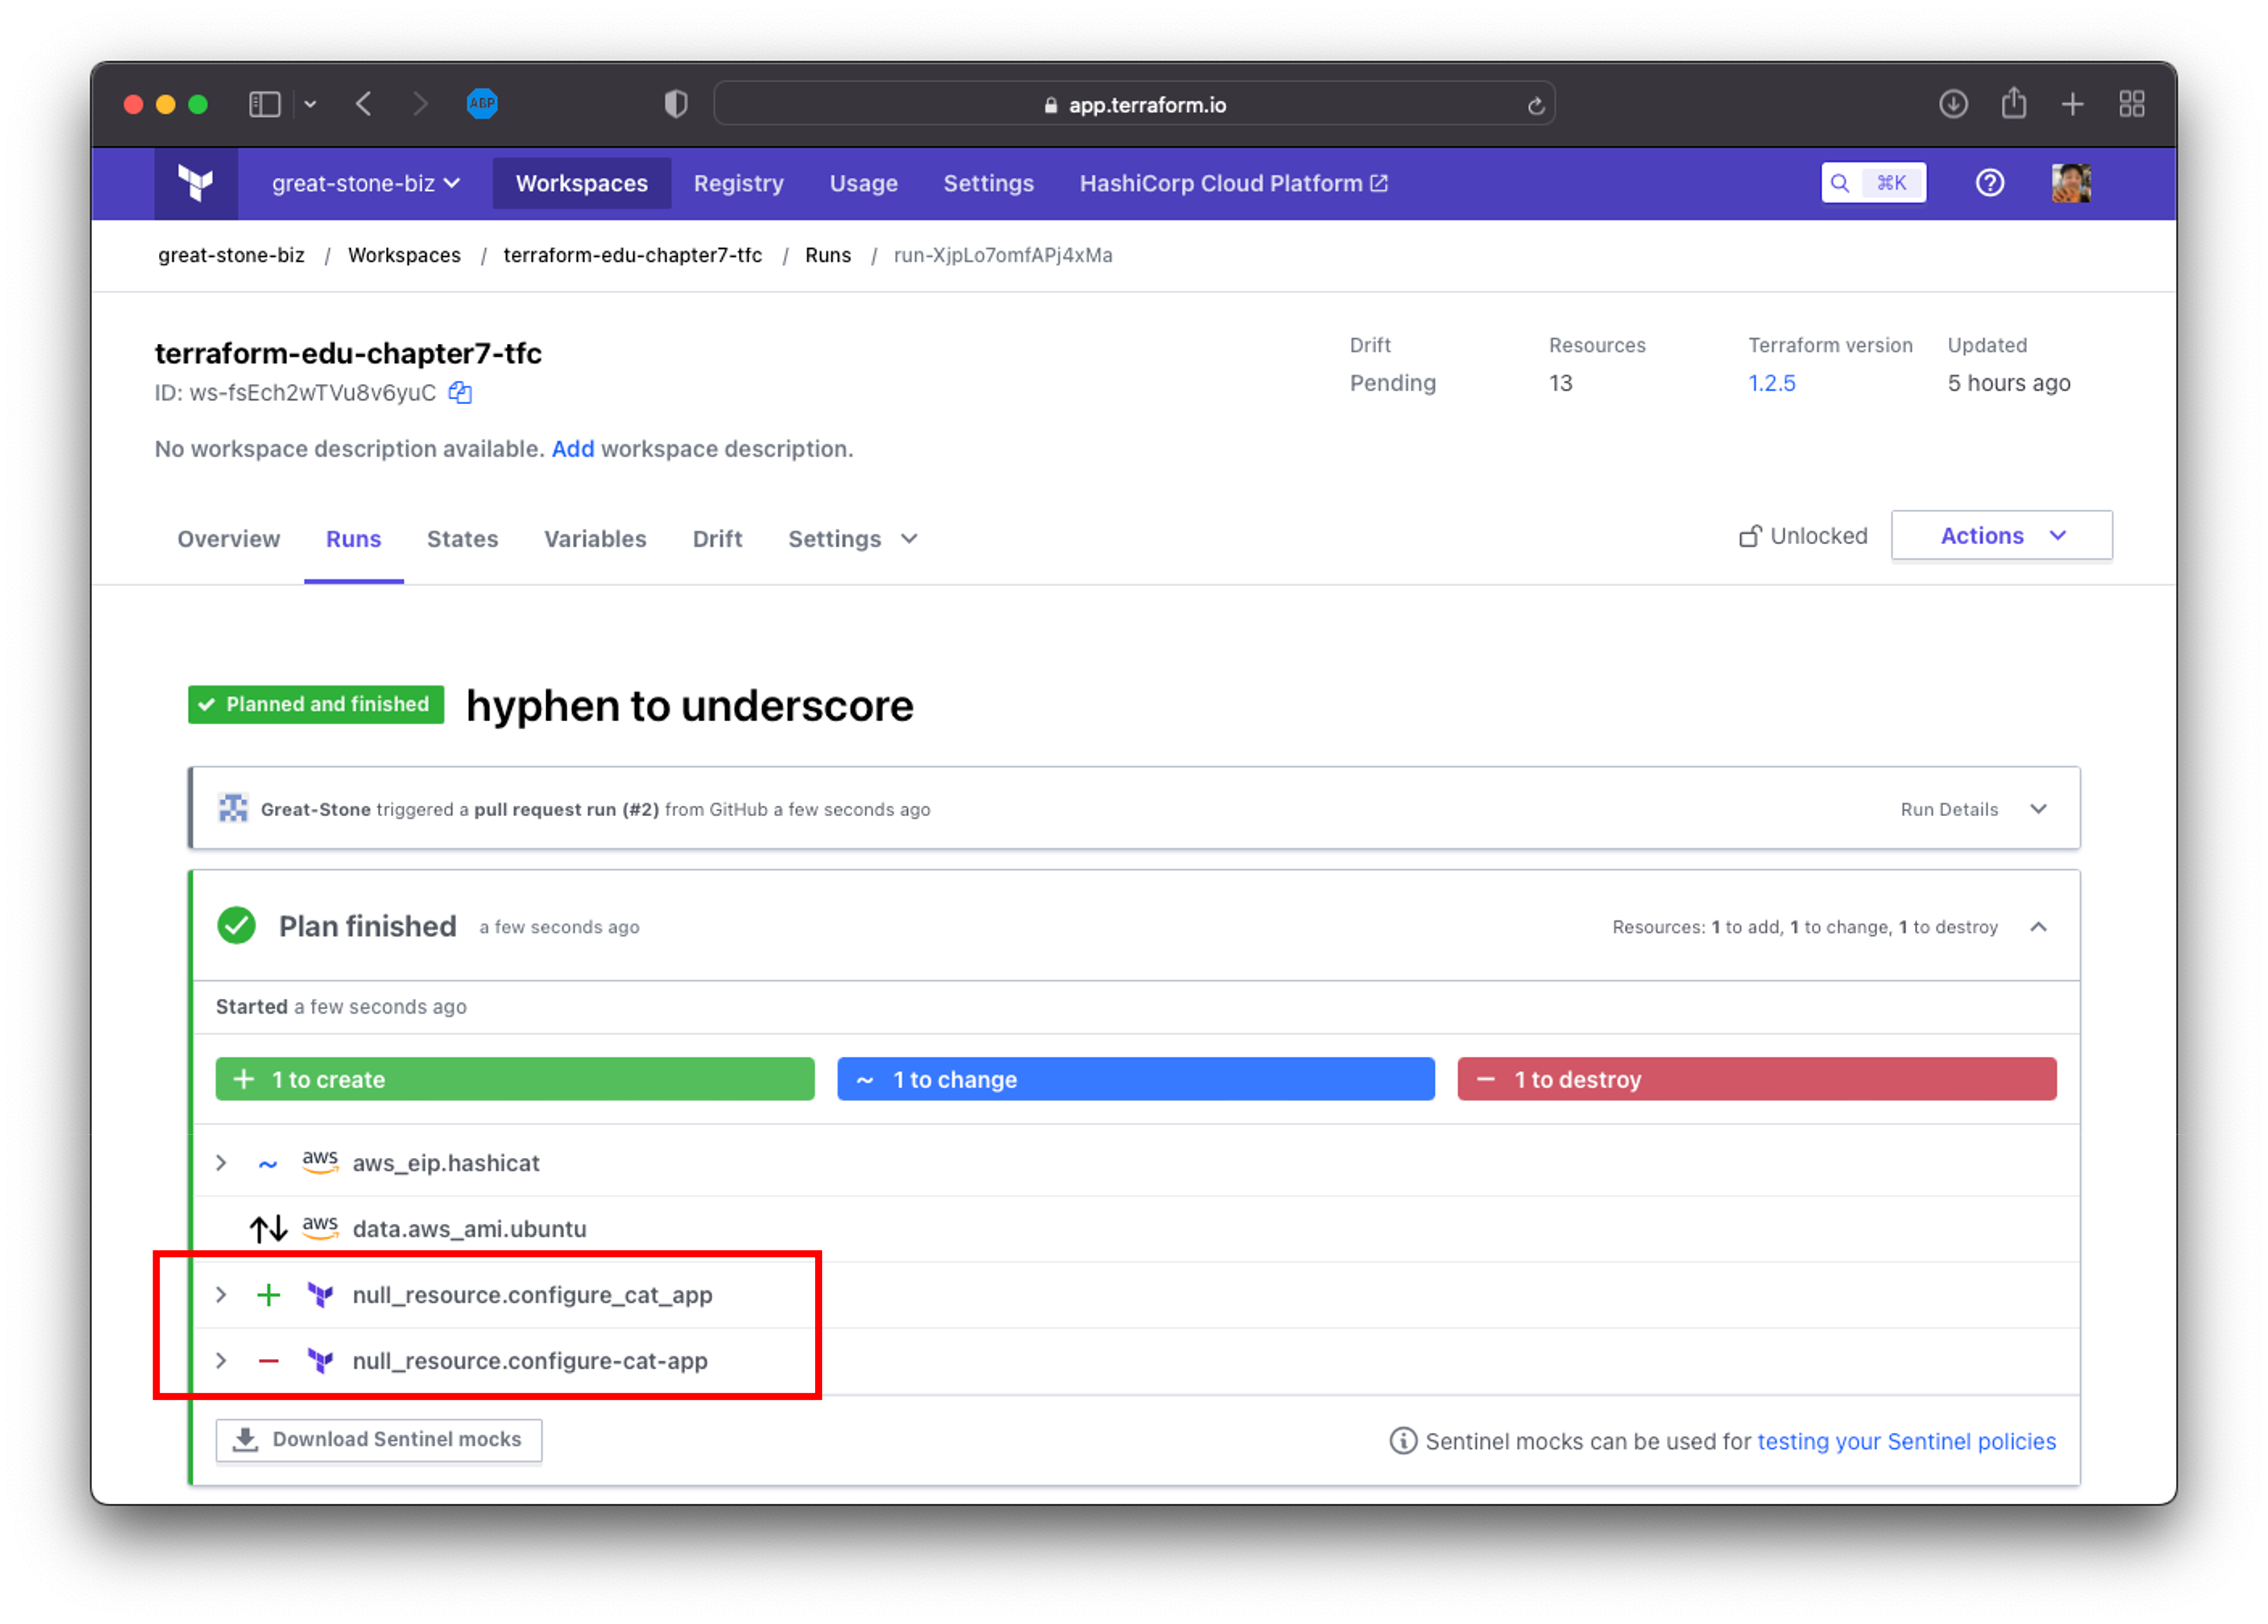 ABP
app.terraform.io
great-stone-biz Workspaces Registry Usage Settings HashiCorp Cloud Platform ⌘K
great-stone-biz / Workspaces / terraform-edu-chapter7-tfc / Runs / run-XjpLo7omfAPj4xMa
terraform-edu-chapter7-tfc
ID: ws-fsEch2wTVu8v6yuC
No workspace description available. Add workspace description.
Drift Resources Terraform version Updated
Pending 13 1.2.5 5 hours ago
Overview Runs States Variables Drift Settings Unlocked Actions
Planned and finished hyphen to underscore
Great-Stone triggered a pull request run (#2) from GitHub a few seconds ago Run Details
Plan finished a few seconds ago Resources: 1 to add, 1 to change, 1 to destroy
Started a few seconds ago
+ 1 to create ~ 1 to change − 1 to destroy
~ aws aws_eip.hashicat
aws data.aws_ami.ubuntu
+ null_resource.configure_cat_app
− null_resource.configure-cat-app
Download Sentinel mocks Sentinel mocks can be used for testing your Sentinel policies